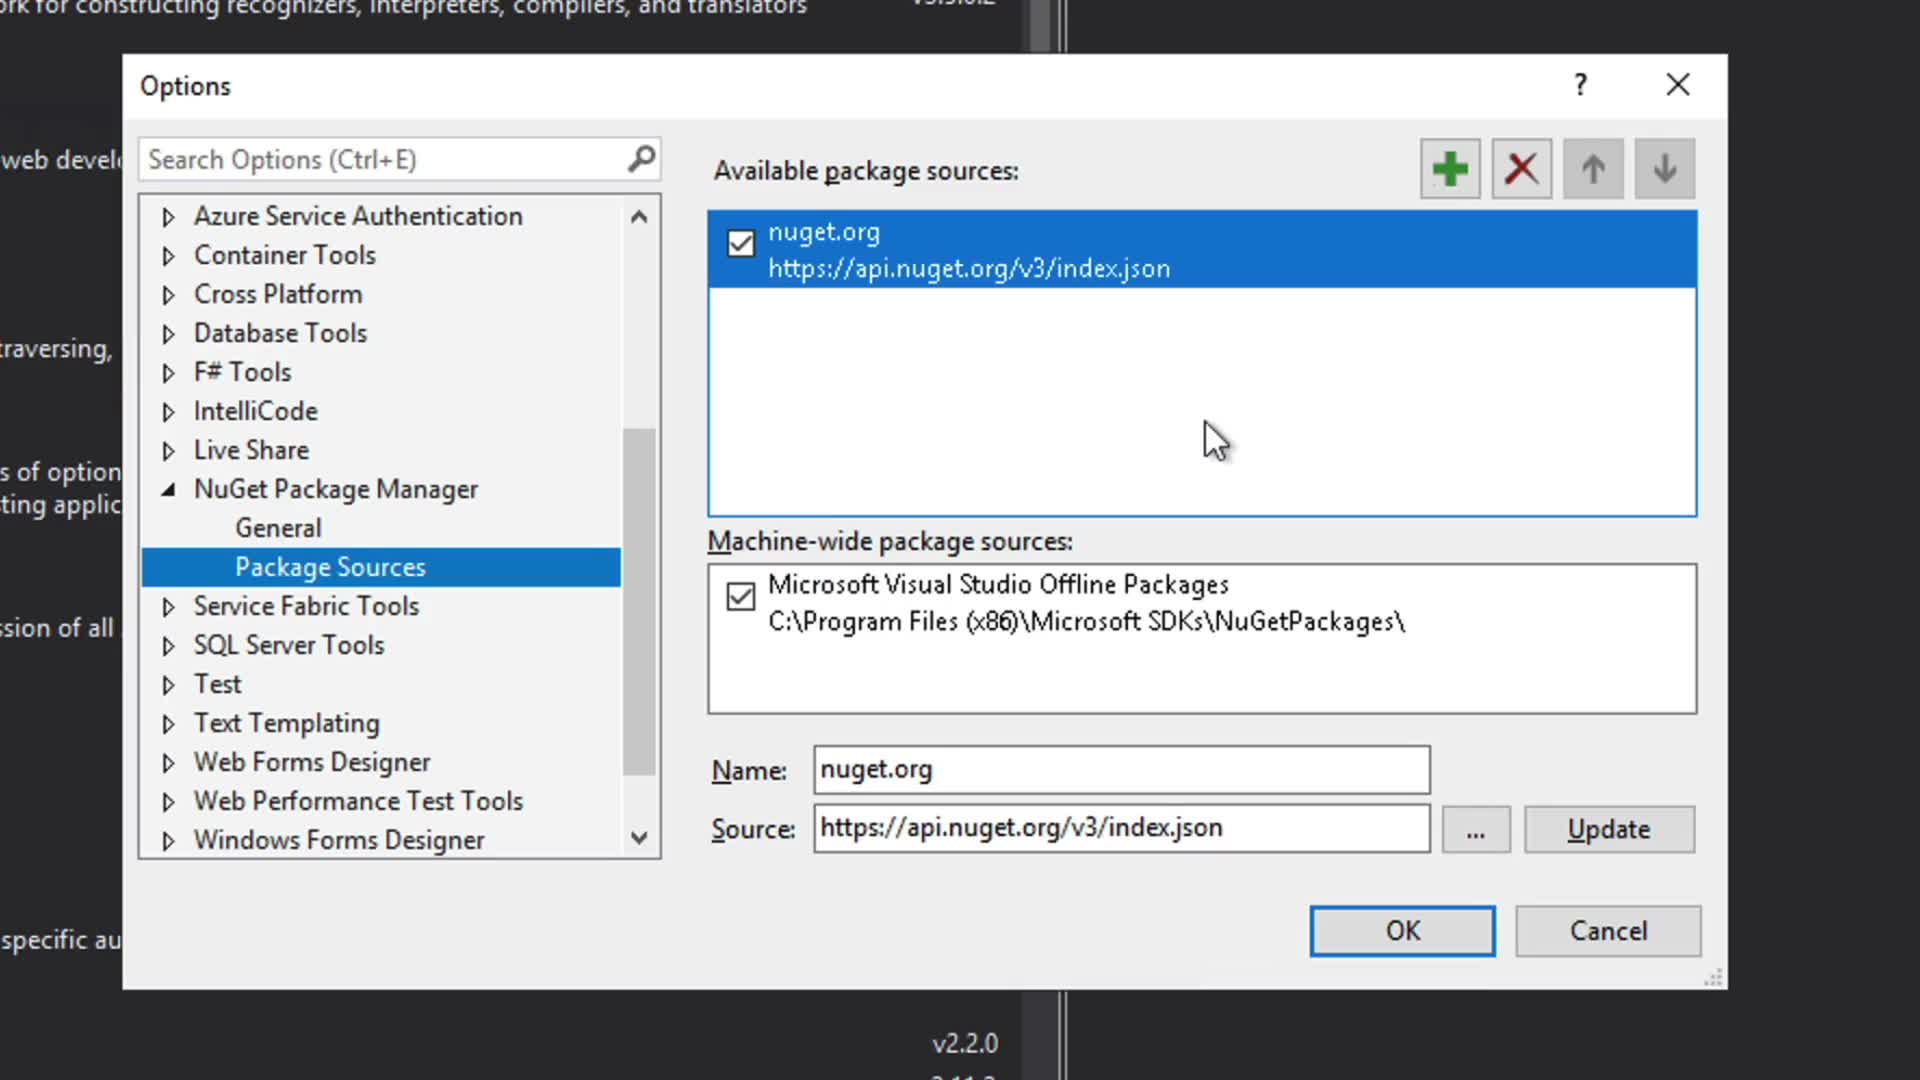 rk for constructing recognizers, interpreters, compilers, and translators
Options
?
web develo
Search Options (Ctrl+E)
Available package sources:
Azure Service Authentication
Container Tools
Cross Platform
Database Tools
F# Tools
IntelliCode
Live Share
NuGet Package Manager
General
Package Sources
Service Fabric Tools
SQL Server Tools
Test
Text Templating
Web Forms Designer
Web Performance Test Tools
Windows Forms Designer
nuget.org
https://api.nuget.org/v3/index.json
Machine-wide package sources:
Microsoft Visual Studio Offline Packages
C:\Program Files (x86)\Microsoft SDKs\NuGetPackages\
Name: nuget.org
Source: https://api.nuget.org/v3/index.json
...
Update
OK
Cancel
traversing,
s of option
ting applic
sion of all
specific au
v2.2.0